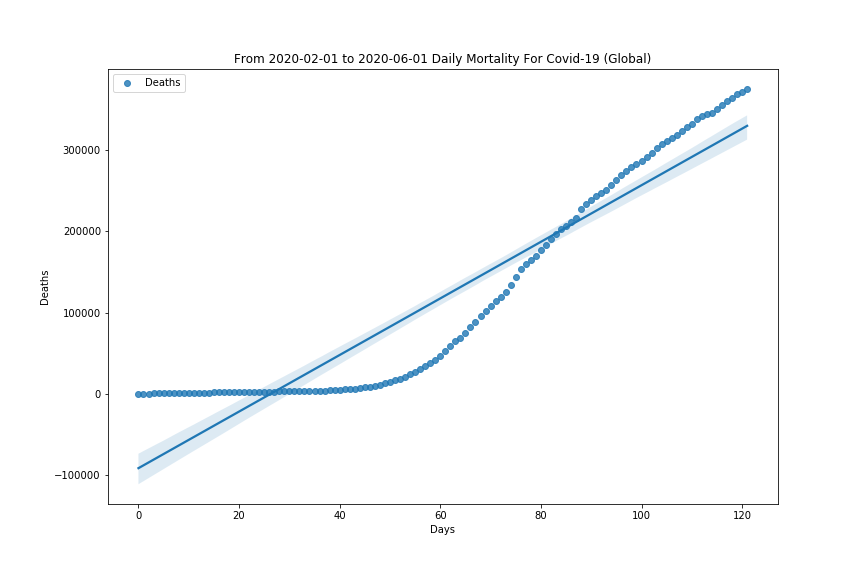 From 2020-02-01 to 2020-06-01 Daily Mortality For Covid-19 (Global)
Deaths
300000
200000
100000
0
−100000
Deaths
0 20 40 60 80 100 120
Days